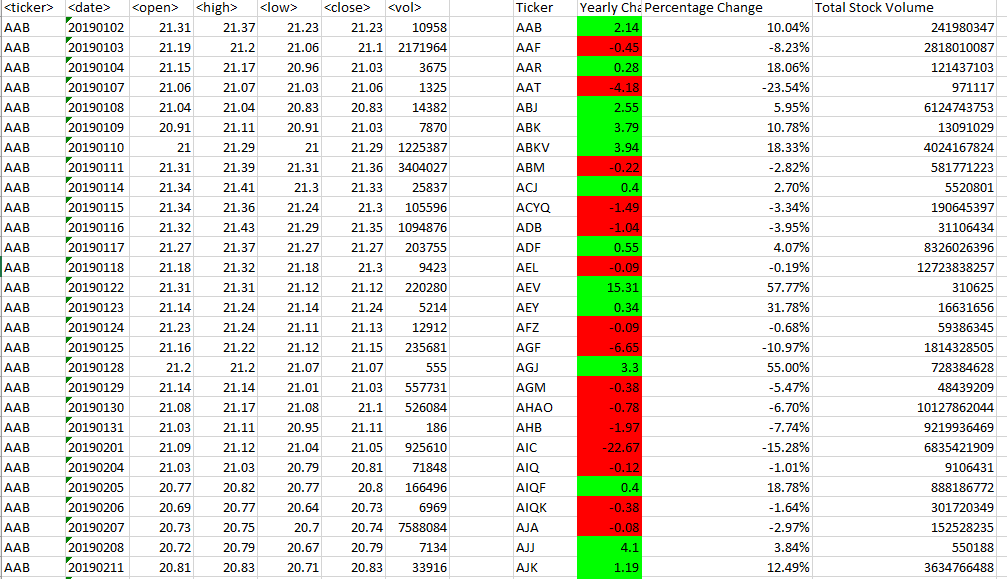 <ticker> <date> <open> <high> <low> <close> <vol> Ticker Yearly Cha Percentage Change Total Stock Volume
AAB 20190102 21.31 21.37 21.23 21.23 10958 AAB 2.14 10.04% 241980347
AAB 20190103 21.19 21.2 21.06 21.1 2171964 AAF -0.45 -8.23% 2818010087
AAB 20190104 21.15 21.17 20.96 21.03 3675 AAR 0.28 18.06% 121437103
AAB 20190107 21.06 21.07 21.03 21.06 1325 AAT -4.18 -23.54% 971117
AAB 20190108 21.04 21.04 20.83 20.83 14382 ABJ 2.55 5.95% 6124743753
AAB 20190109 20.91 21.11 20.91 21.03 7870 ABK 3.79 10.78% 13091029
AAB 20190110 21 21.29 21 21.29 1225387 ABKV 3.94 18.33% 4024167824
AAB 20190111 21.31 21.39 21.31 21.36 3404027 ABM -0.22 -2.82% 581771223
AAB 20190114 21.34 21.41 21.3 21.33 25837 ACJ 0.4 2.70% 5520801
AAB 20190115 21.34 21.36 21.24 21.3 105596 ACYQ -1.49 -3.34% 190645397
AAB 20190116 21.32 21.43 21.29 21.35 1094876 ADB -1.04 -3.95% 31106434
AAB 20190117 21.27 21.37 21.27 21.27 203755 ADF 0.55 4.07% 8326026396
AAB 20190118 21.18 21.32 21.18 21.3 9423 AEL -0.09 -0.19% 12723838257
AAB 20190122 21.31 21.31 21.12 21.12 220280 AEV 15.31 57.77% 310625
AAB 20190123 21.14 21.24 21.14 21.24 5214 AEY 0.34 31.78% 16631656
AAB 20190124 21.23 21.24 21.11 21.13 12912 AFZ -0.09 -0.68% 59386345
AAB 20190125 21.16 21.22 21.12 21.15 235681 AGF -6.65 -10.97% 1814328505
AAB 20190128 21.2 21.2 21.07 21.07 555 AGJ 3.3 55.00% 728384628
AAB 20190129 21.14 21.14 21.01 21.03 557731 AGM -0.38 -5.47% 48439209
AAB 20190130 21.08 21.17 21.08 21.1 526084 AHAO -0.78 -6.70% 10127862044
AAB 20190131 21.03 21.11 20.95 21.11 186 AHB -1.97 -7.74% 9219936469
AAB 20190201 21.09 21.12 21.04 21.05 925610 AIC -22.67 -15.28% 6835421909
AAB 20190204 21.03 21.03 20.79 20.81 71848 AIQ -0.12 -1.01% 9106431
AAB 20190205 20.77 20.82 20.77 20.8 166496 AIQF 0.4 18.78% 888186772
AAB 20190206 20.69 20.77 20.64 20.73 6969 AIQK -0.38 -1.64% 301720349
AAB 20190207 20.73 20.75 20.7 20.74 7588084 AJA -0.08 -2.97% 152528235
AAB 20190208 20.72 20.79 20.67 20.79 7134 AJJ 4.1 3.84% 550188
AAB 20190211 20.81 20.83 20.71 20.83 33916 AJK 1.19 12.49% 3634766488